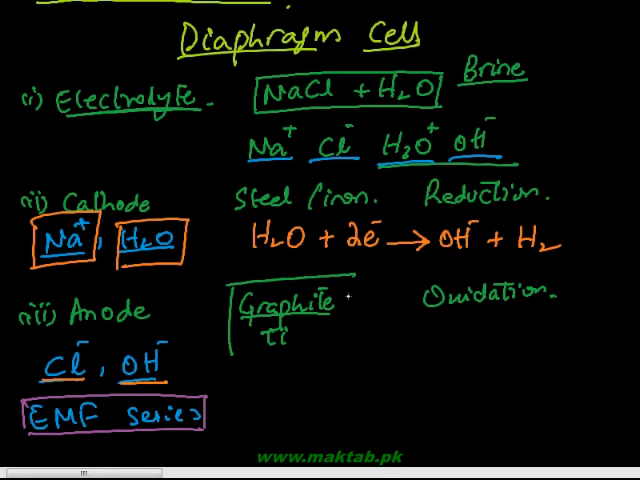 Diaphragm Cell
(i) Electrolyte. NaCl + H₂O Brine
Na⁺ Cl⁻ H₃O⁺ OH⁻
(ii) Cathode Steel/iron. Reduction.
Na⁺, H₂O H₂O + 2e⁻ → OH⁻ + H₂
(iii) Anode Graphite Oxidation.
Ti
Cl⁻, OH⁻
EMF series
www.maktab.pk